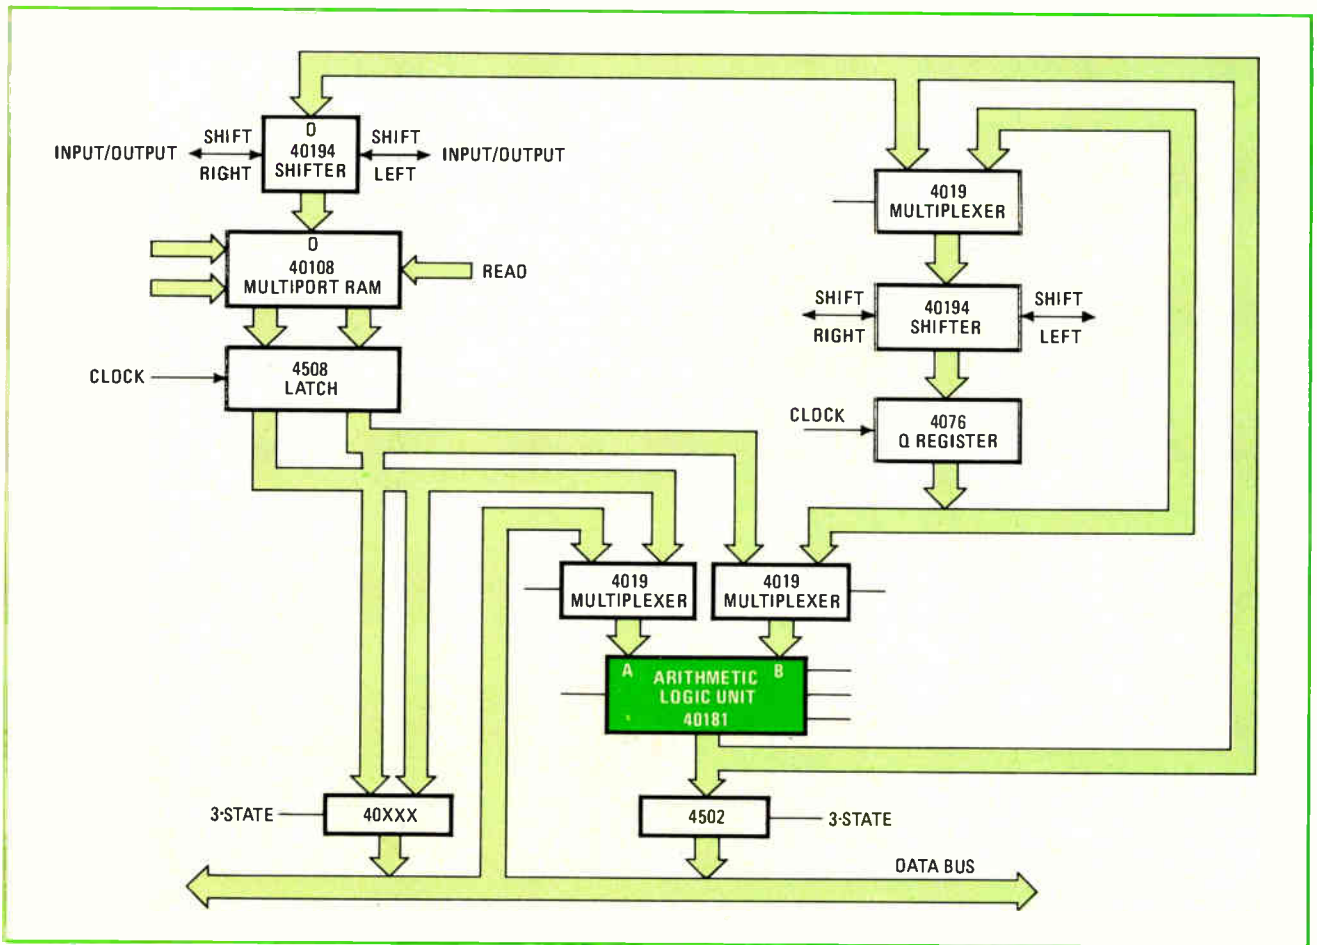 D
40194
SHIFTER
INPUT/OUTPUT
SHIFT
RIGHT
SHIFT
LEFT
INPUT/OUTPUT
D
40108
MULTIPORT RAM
READ
CLOCK
4508
LATCH
4019
MULTIPLEXER
SHIFT
RIGHT
40194
SHIFTER
SHIFT
LEFT
CLOCK
4076
Q REGISTER
4019
MULTIPLEXER
4019
MULTIPLEXER
A
B
ARITHMETIC
LOGIC UNIT
40181
3-STATE
40XXX
4502
3-STATE
DATA BUS